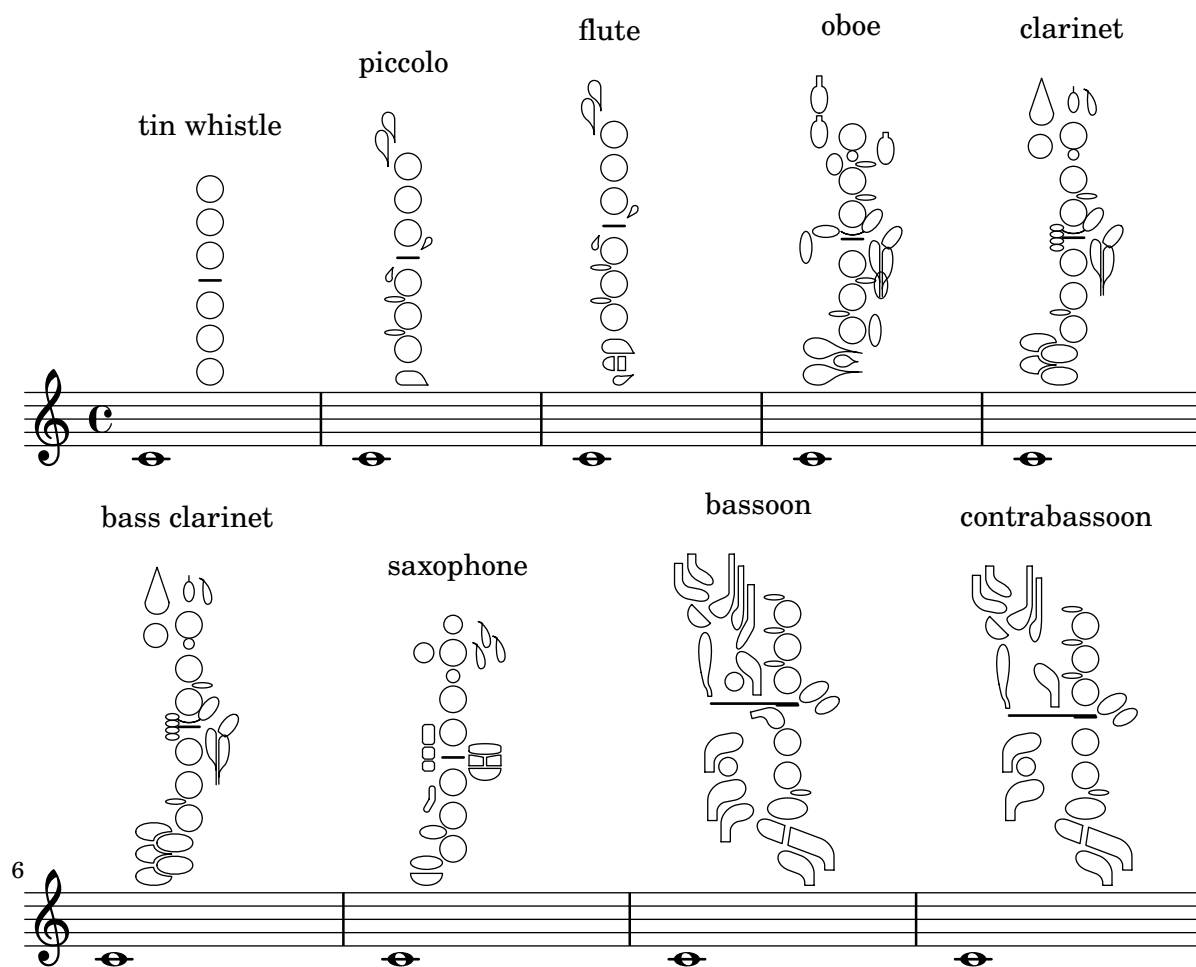 tin whistle
piccolo
flute
oboe
clarinet
bass clarinet
saxophone
bassoon
contrabassoon
6